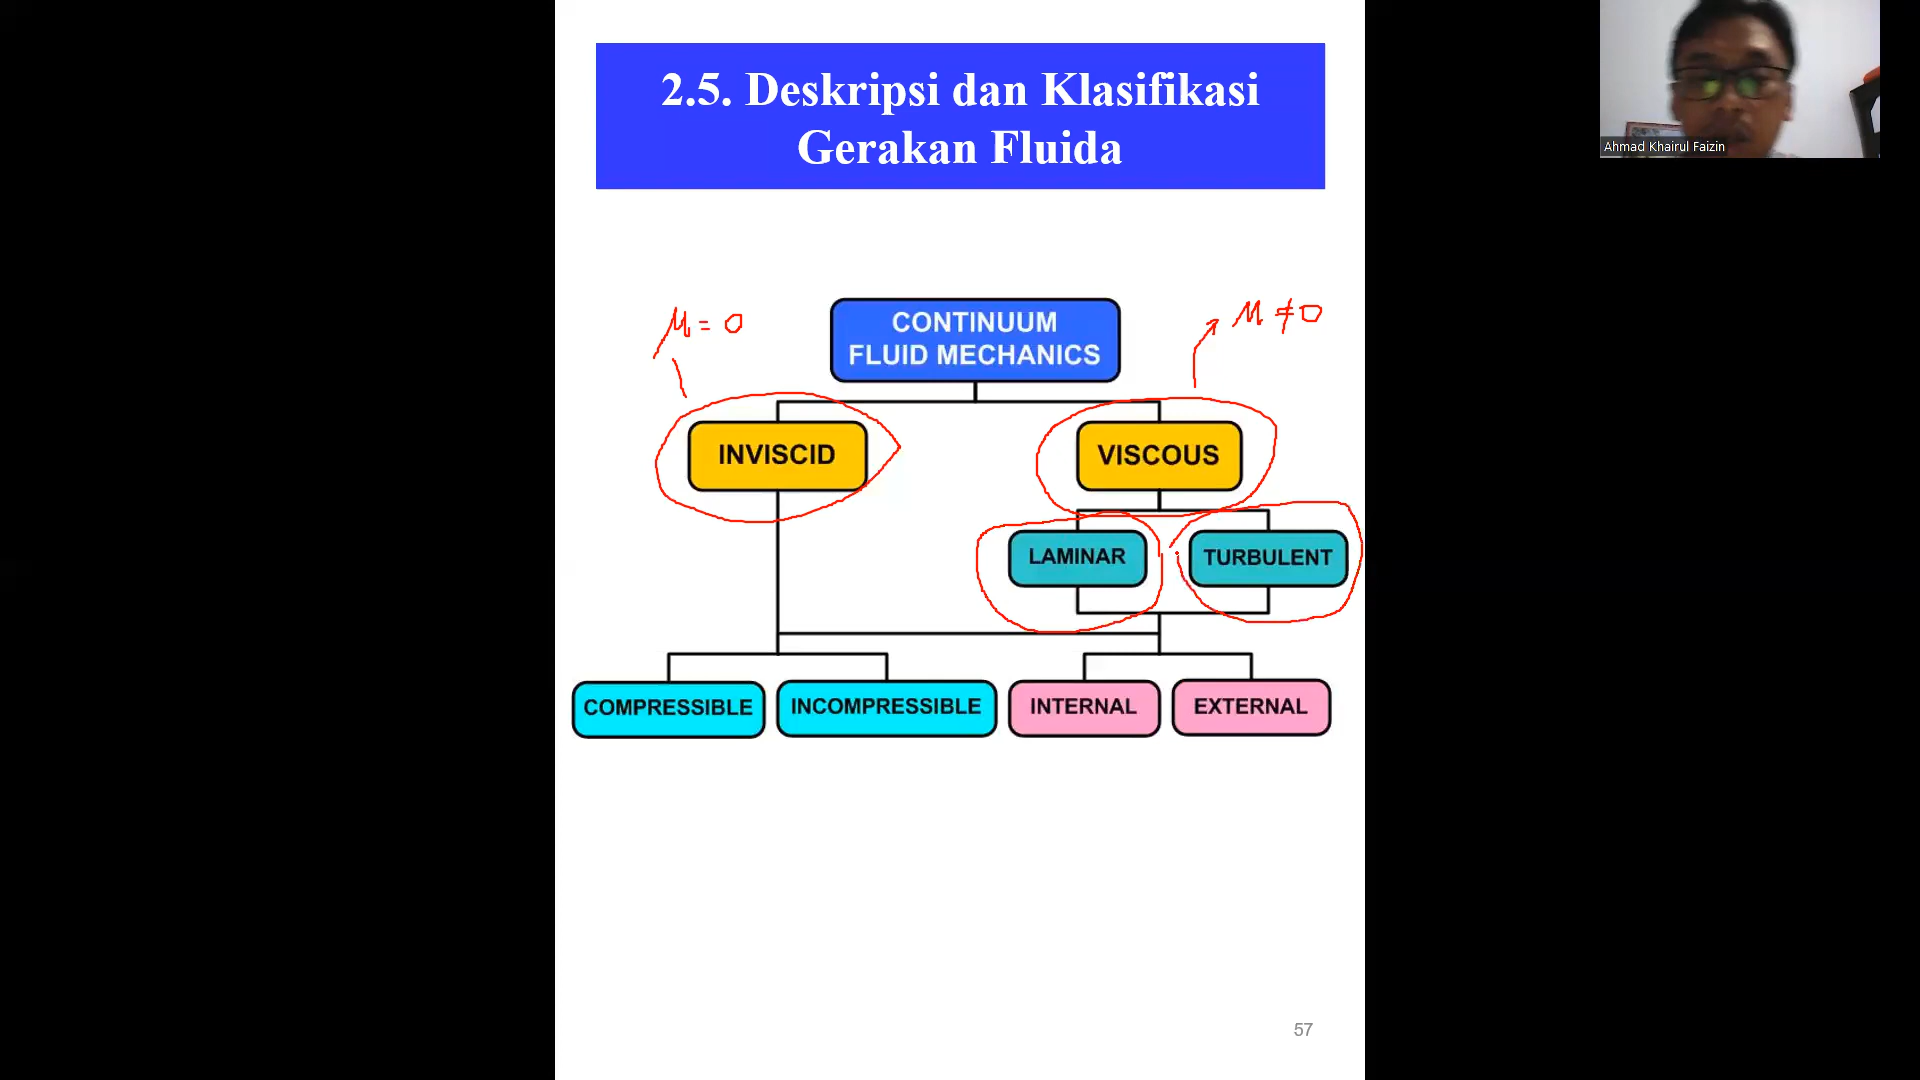 2.5. Deskripsi dan Klasifikasi
Gerakan Fluida
Ahmad Khairul Faizin
μ = 0
μ ≠ 0
CONTINUUM
FLUID MECHANICS
INVISCID
VISCOUS
LAMINAR
TURBULENT
COMPRESSIBLE
INCOMPRESSIBLE
INTERNAL
EXTERNAL
57